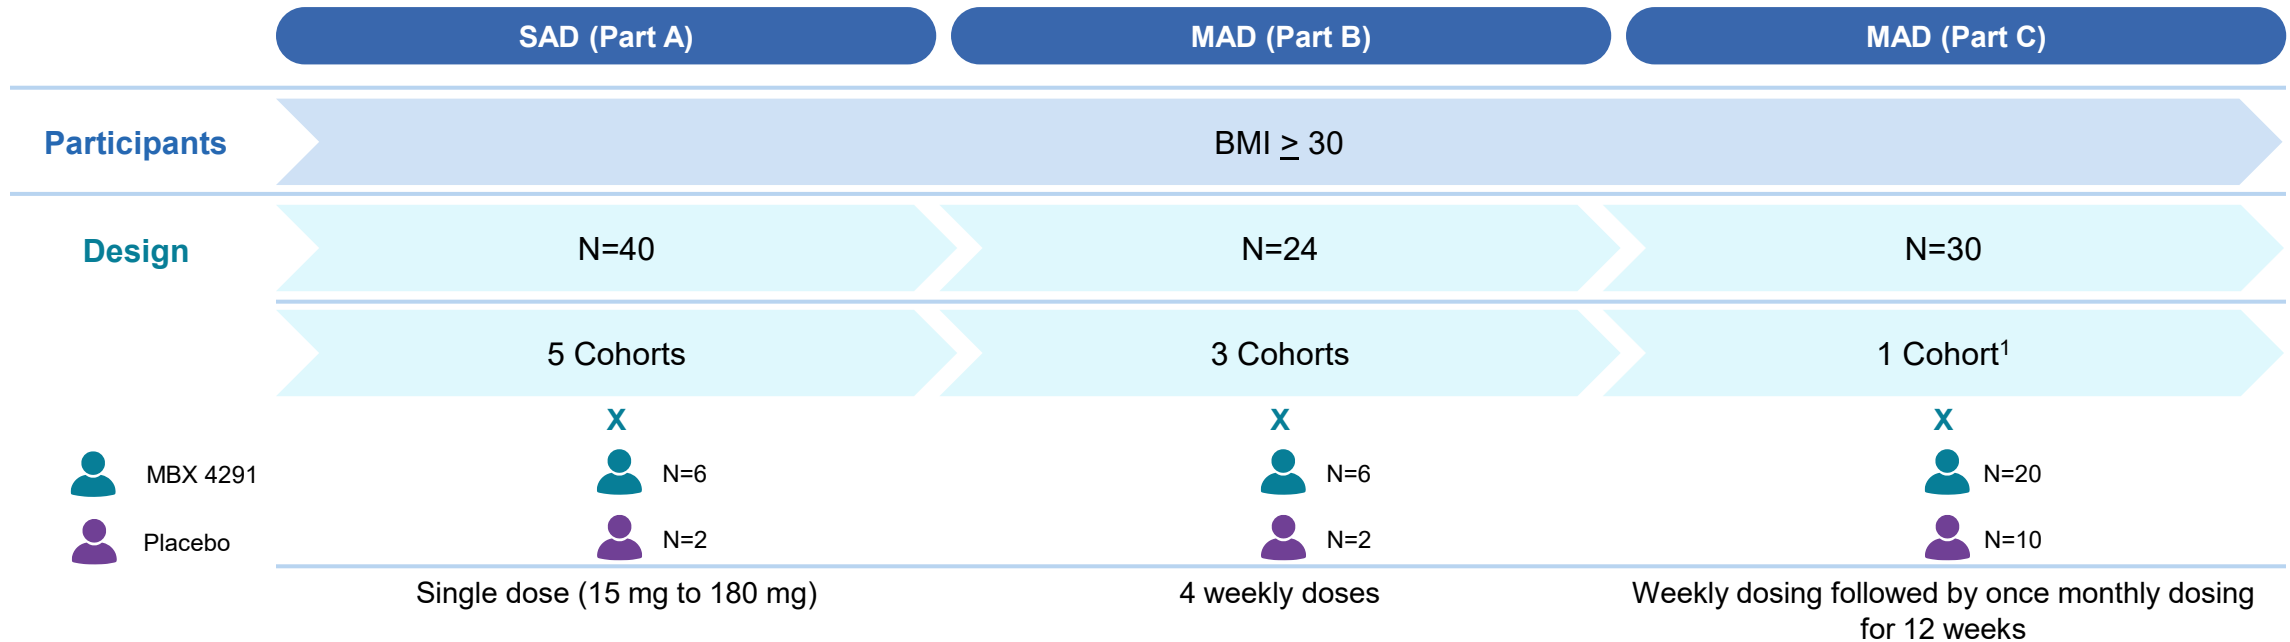 SAD (Part A)
MAD (Part B)
MAD (Part C)
Participants
BMI ≥ 30
Design
N=40
N=24
N=30
5 Cohorts
3 Cohorts
1 Cohort¹
X
X
X
MBX 4291
N=6
N=6
N=20
Placebo
N=2
N=2
N=10
Single dose (15 mg to 180 mg)
4 weekly doses
Weekly dosing followed by once monthly dosing
for 12 weeks